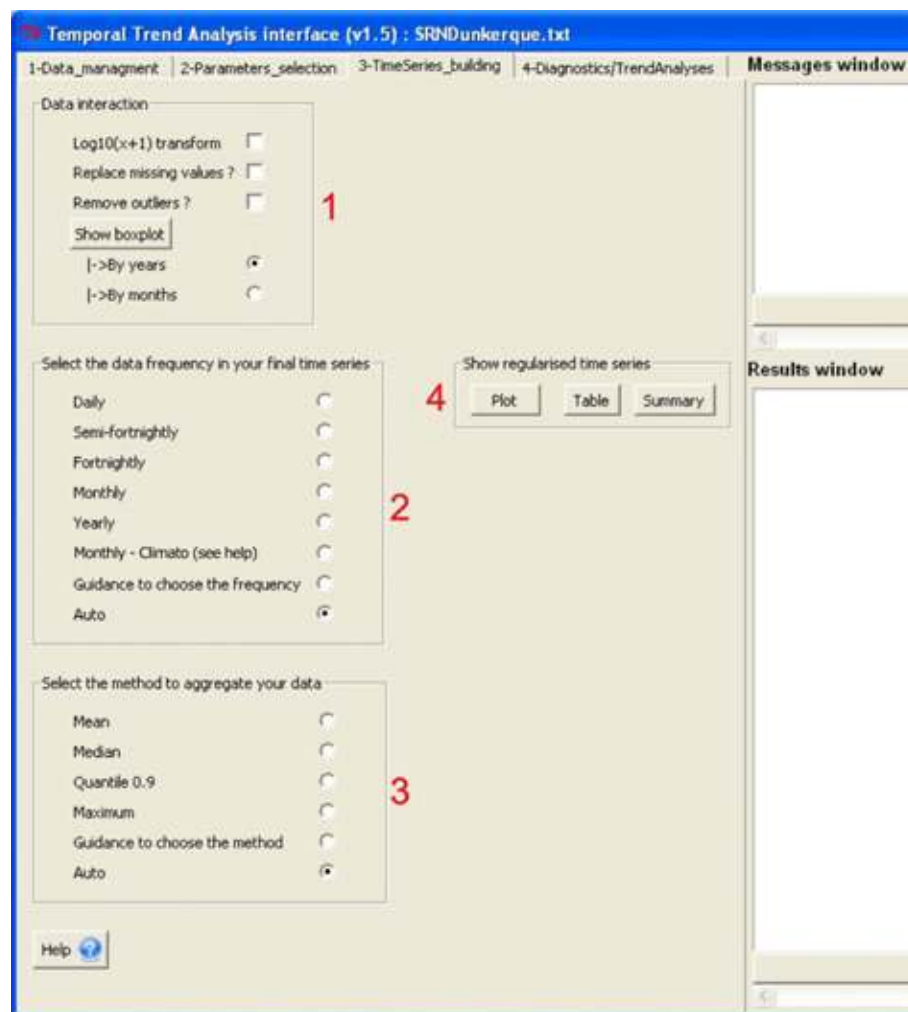 Temporal Trend Analysis interface (v1.5) : SRNDunkerque.txt
1-Data_managment 2-Parameters_selection 3-TimeSeries_building 4-Diagnostics/TrendAnalyses
Messages window
Data interaction
Log10(x+1) transform
Replace missing values ?
Remove outliers ?
Show boxplot
|->By years
|->By months
1
Select the data frequency in your final time series
Daily
Semi-fortnightly
Fortnightly
Monthly
Yearly
Monthly - Climato (see help)
Guidance to choose the frequency
Auto
2
4
Show regularised time series
Plot Table Summary
Results window
Select the method to aggregate your data
Mean
Median
Quantile 0.9
Maximum
Guidance to choose the method
Auto
3
Help ?